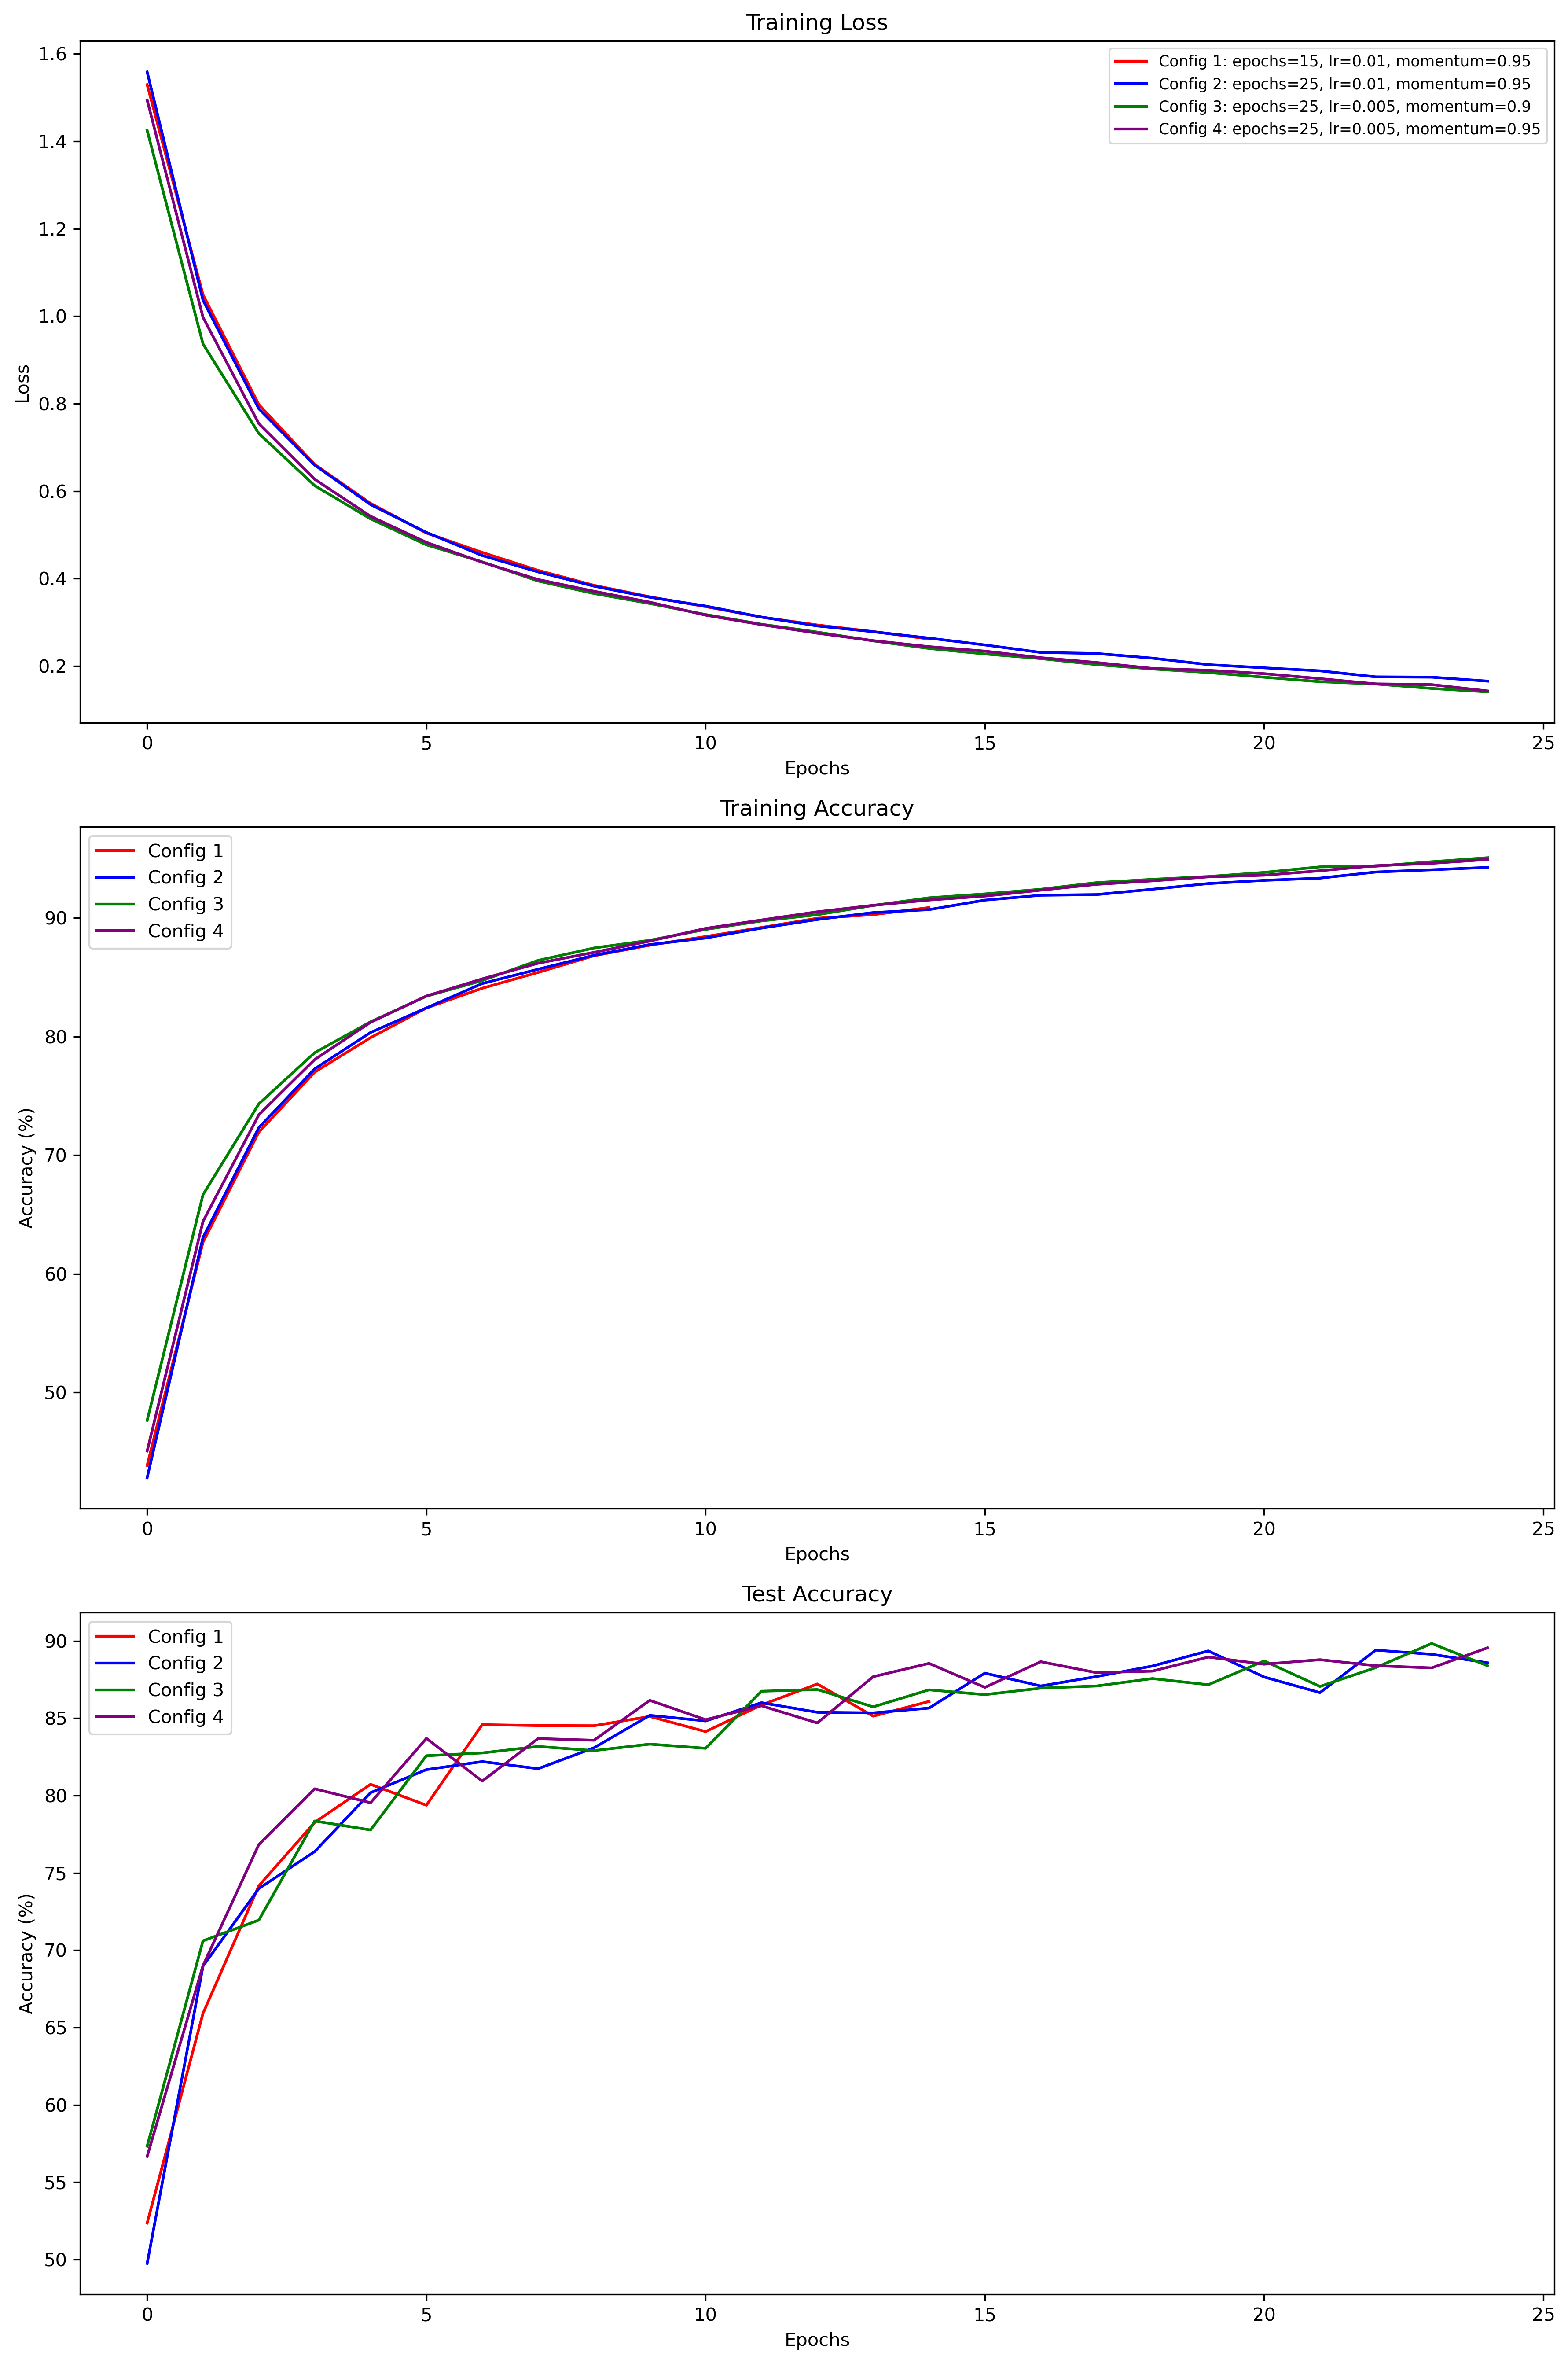 Training Loss
1.6
1.4
1.2
1.0
0.8
0.6
0.4
0.2
Loss
Config 1: epochs=15, lr=0.01, momentum=0.95
Config 2: epochs=25, lr=0.01, momentum=0.95
Config 3: epochs=25, lr=0.005, momentum=0.9
Config 4: epochs=25, lr=0.005, momentum=0.95
0 5 10 15 20 25
Epochs
Training Accuracy
Config 1
Config 2
Config 3
Config 4
90
80
70
60
50
Accuracy (%)
0 5 10 15 20 25
Epochs
Test Accuracy
Config 1
Config 2
Config 3
Config 4
90
85
80
75
70
65
60
55
50
Accuracy (%)
0 5 10 15 20 25
Epochs